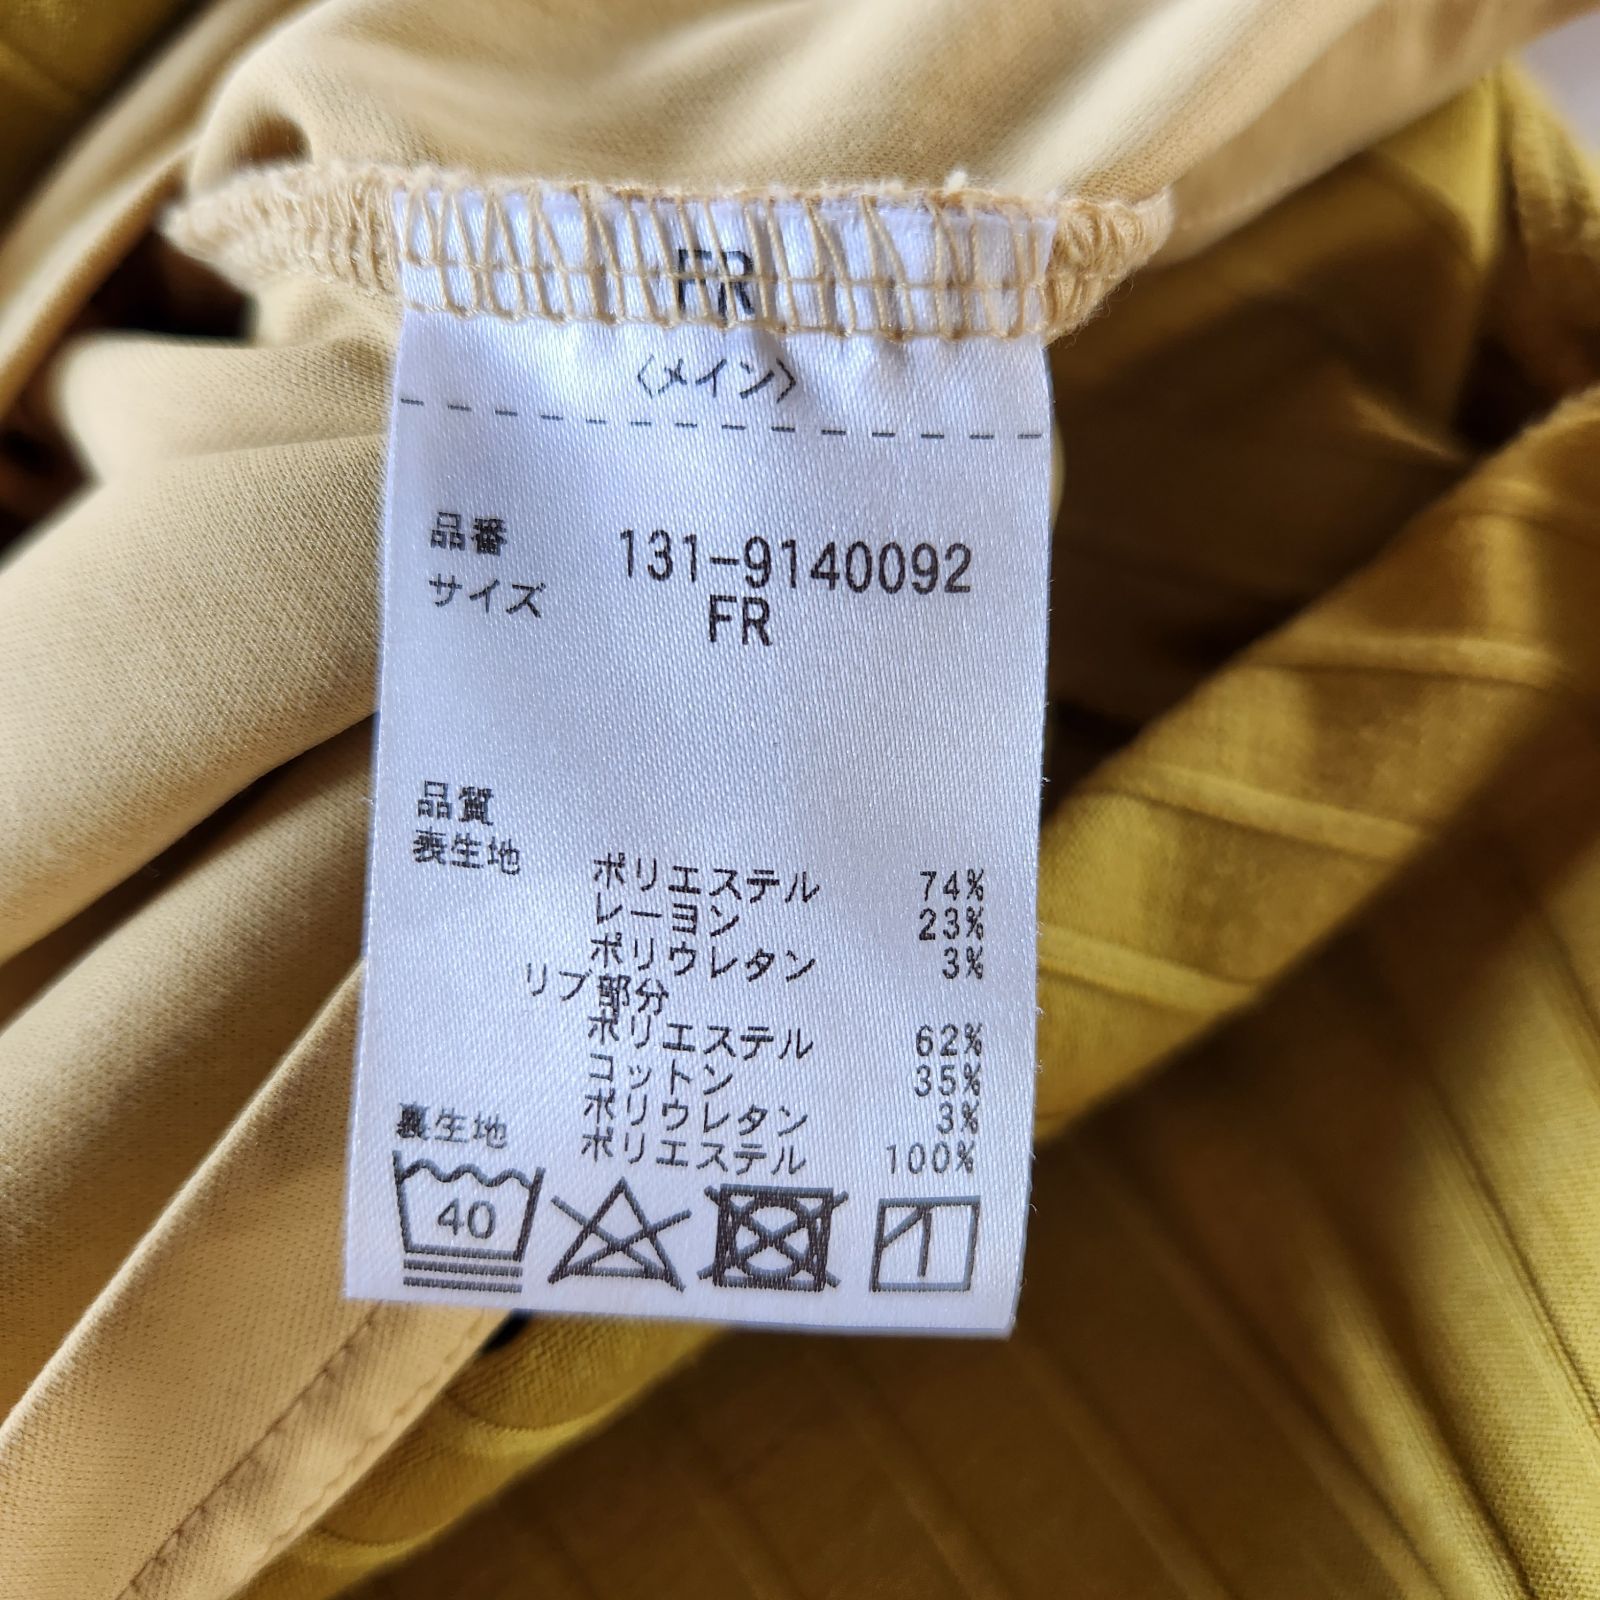 FR
〈メイン〉
品番 131-9140092
サイズ FR
品質
表生地
ポリエステル 74%
レーヨン 23%
ポリウレタン 3%
リブ部分
ポリエステル 62%
コットン 35%
ポリウレタン 3%
裏生地 ポリエステル 100%
40